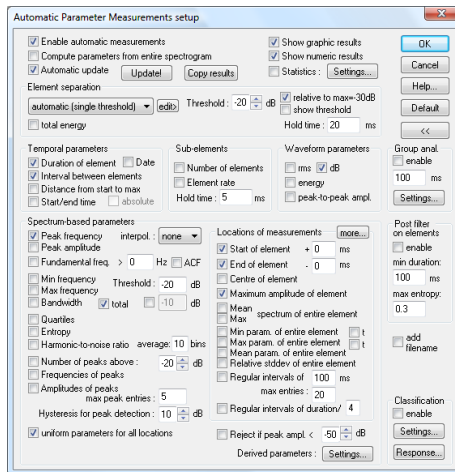 Automatic Parameter Measurements setup
Enable automatic measurements
Compute parameters from entire spectrogram
Automatic update Update! Copy results
Show graphic results
Show numeric results
Statistics : Settings...
OK
Cancel
Help...
Default
<<
Element separation
automatic (single threshold) edit> Threshold : -20 dB
relative to max=-30dB
show threshold
total energy
Hold time : 20 ms
Temporal parameters
Duration of element Date
Interval between elements
Distance from start to max
Start/end time absolute
Sub-elements
Number of elements
Element rate
Hold time : 5 ms
Waveform parameters
rms dB
energy
peak-to-peak ampl.
Group anal.
enable
100 ms
Settings...
Spectrum-based parameters
Peak frequency interpol. : none
Peak amplitude
Fundamental freq. > 0 Hz ACF
Min frequency Threshold : -20 dB
Max frequency
Bandwidth total -10 dB
Quartiles
Entropy
Harmonic-to-noise ratio average: 10 bins
Number of peaks above : -20 dB
Frequencies of peaks
Amplitudes of peaks
max peak entries : 5
Hysteresis for peak detection : 10 dB
uniform parameters for all locations
Locations of measurements more...
Start of element + 0 ms
End of element - 0 ms
Centre of element
Maximum amplitude of element
Mean
Max spectrum of entire element
Min param. of entire element t
Max param. of entire element t
Mean param. of entire element
Relative stddev of entire element
Regular intervals of 100 ms
max entries : 20
Regular intervals of duration/ 4
Reject if peak ampl. < -50 dB
Derived parameters : Settings...
Post filter
on elements
enable
min duration:
100 ms
max entropy:
0.3
add
filename
Classification
enable
Settings...
Response...